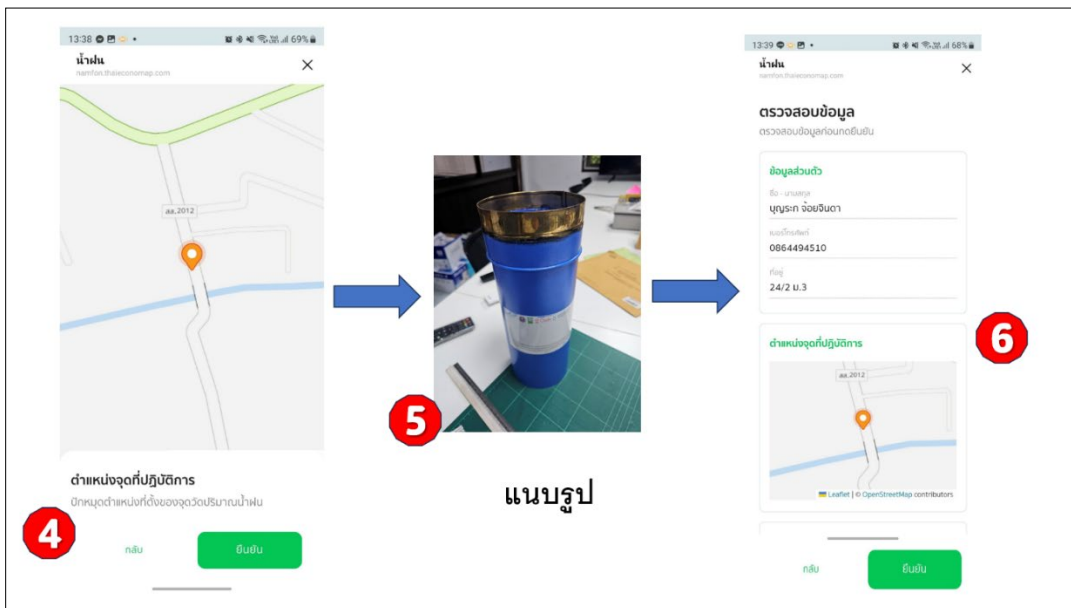 13:38
69%
น้ำฝน
namfon.thaieconomap.com
สส.2012
ตำแหน่งจุดที่ปฏิบัติการ
ปักหมุดตำแหน่งที่ตั้งของจุดวัดปริมาณน้ำฝน
4
กลับ
ยืนยัน
5
แนบรูป
13:39
68%
น้ำฝน
namfon.thaieconomap.com
ตรวจสอบข้อมูล
ตรวจสอบข้อมูลก่อนกดยืนยัน
ข้อมูลส่วนตัว
ชื่อ - นามสกุล
บุญระก จ้อยจินดา
เบอร์โทรศัพท์
0864494510
ที่อยู่
24/2 ม.3
6
ตำแหน่งจุดที่ปฏิบัติการ
สส.2012
Leaflet | © OpenStreetMap contributors
กลับ
ยืนยัน